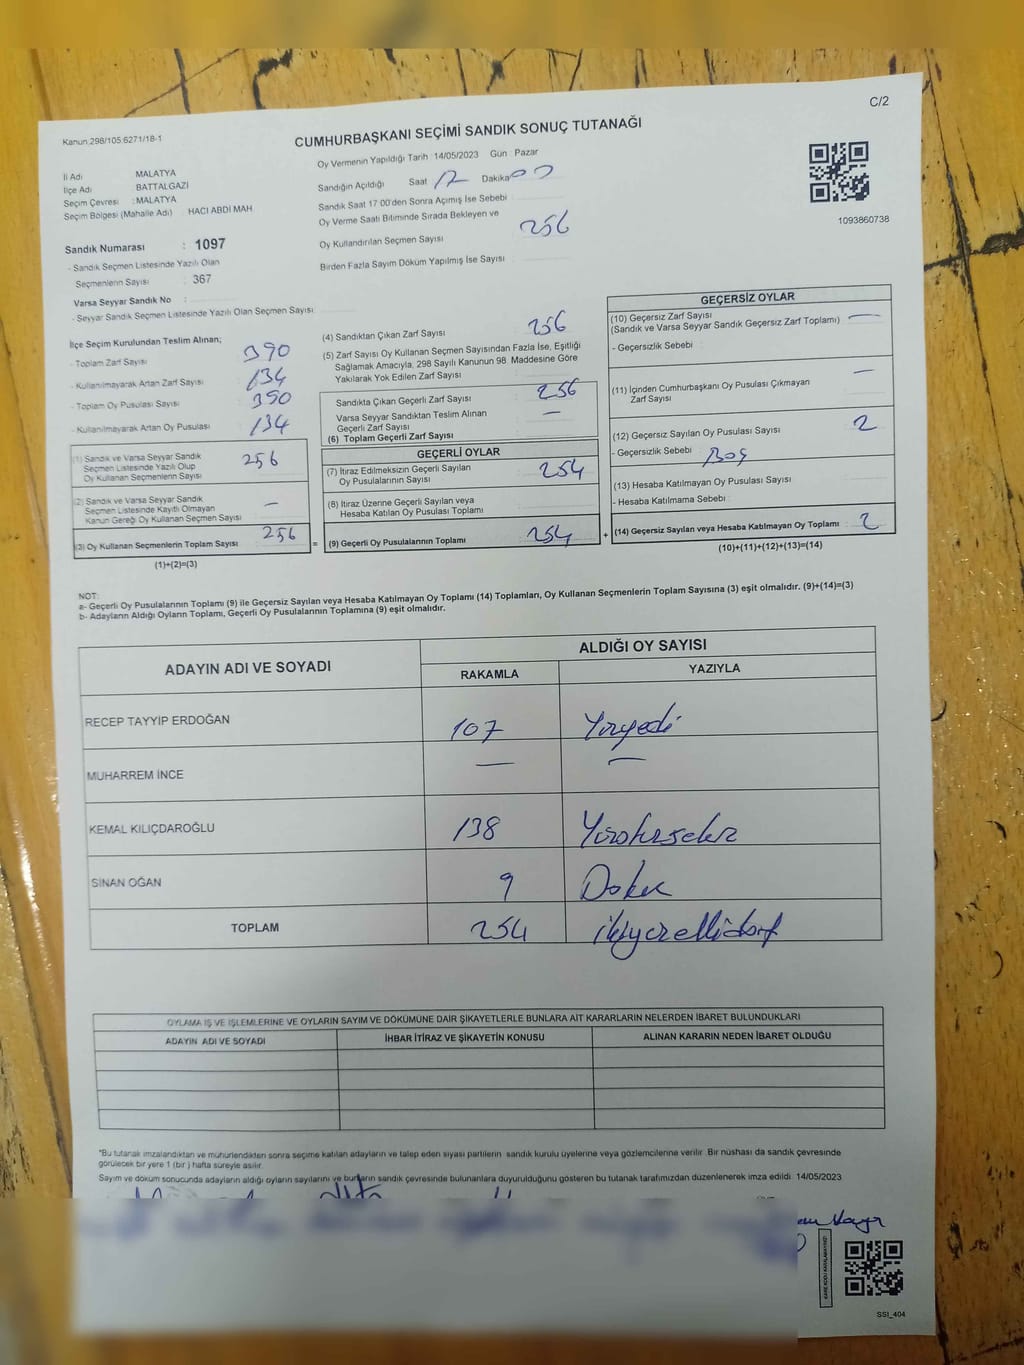 C/2
Kanun:298/105:6271/18-1
CUMHURBAŞKANI SEÇİMİ SANDIK SONUÇ TUTANAĞI
Oy Vermenin Yapıldığı Tarih 14/05/2023 Gün : Pazar
İl Adı : MALATYA
İlçe Adı : BATTALGAZİ
Seçim Çevresi : MALATYA
Seçim Bölgesi (Mahalle Adı) HACI ABDİ MAH
Sandık Numarası : 1097
- Sandık Seçmen Listesinde Yazılı Olan
Seçmenlerin Sayısı : 367
Varsa Seyyar Sandık No :
- Seyyar Sandık Seçmen Listesinde Yazılı Olan Seçmen Sayısı:
Sandığın Açıldığı Saat 17 Dakika 00
Sandık Saat 17:00'den Sonra Açımış İse Sebebi :
Oy Verme Saati Bitiminde Sırada Bekleyen ve
Oy Kullandırılan Seçmen Sayısı 256
Birden Fazla Sayım Döküm Yapılmış İse Sayısı :
1093860738
İlçe Seçim Kurulundan Teslim Alınan;
- Toplam Zarf Sayısı 390
- Kullanılmayarak Artan Zarf Sayısı 134
- Toplam Oy Pusulası Sayısı 390
- Kullanılmayarak Artan Oy Pusulası 134
(1) Sandık ve Varsa Seyyar Sandık
Seçmen Listesinde Yazılı Olup
Oy Kullanan Seçmenlerin Sayısı 256
(2) Sandık ve Varsa Seyyar Sandık
Seçmen Listesinde Kayıtlı Olmayan
Kanun Gereği Oy Kullanan Seçmen Sayısı : —
(3) Oy Kullanan Seçmenlerin Toplam Sayısı : 256
(1)+(2)=(3)
(4) Sandıktan Çıkan Zarf Sayısı : 256
(5) Zarf Sayısı Oy Kullanan Seçmen Sayısından Fazla İse, Eşitliği
Sağlamak Amacıyla, 298 Sayılı Kanunun 98. Maddesine Göre
Yakılarak Yok Edilen Zarf Sayısı :
Sandıkta Çıkan Geçerli Zarf Sayısı : 256
Varsa Seyyar Sandıktan Teslim Alınan
Geçerli Zarf Sayısı : —
(6) Toplam Geçerli Zarf Sayısı :
=
GEÇERLİ OYLAR
(7) İtiraz Edilmeksizin Geçerli Sayılan
Oy Pusulalarının Sayısı : 254
(8) İtiraz Üzerine Geçerli Sayılan veya
Hesaba Katılan Oy Pusulası Toplamı :
(9) Geçerli Oy Pusulalarının Toplamı : 254
+
GEÇERSİZ OYLAR
(10) Geçersiz Zarf Sayısı : —
(Sandık ve Varsa Seyyar Sandık Geçersiz Zarf Toplamı)
- Geçersizlik Sebebi :
(11) İçinden Cumhurbaşkanı Oy Pusulası Çıkmayan —
Zarf Sayısı
(12) Geçersiz Sayılan Oy Pusulası Sayısı : 2
- Geçersizlik Sebebi : Boş
(13) Hesaba Katılmayan Oy Pusulası Sayısı :
- Hesaba Katılmama Sebebi :
(14) Geçersiz Sayılan veya Hesaba Katılmayan Oy Toplamı : 2
(10)+(11)+(12)+(13)=(14)
NOT:
a- Geçerli Oy Pusulalarının Toplamı (9) ile Geçersiz Sayılan veya Hesaba Katılmayan Oy Toplamı (14) Toplamları, Oy Kullanan Seçmenlerin Toplam Sayısına (3) eşit olmalıdır. (9)+(14)=(3)
b- Adayların Aldığı Oyların Toplamı, Geçerli Oy Pusulalarının Toplamına (9) eşit olmalıdır.
ADAYIN ADI VE SOYADI ALDIĞI OY SAYISI
RAKAMLA YAZIYLA
RECEP TAYYİP ERDOĞAN 107 Yüzyedi
MUHARREM İNCE — —
KEMAL KILIÇDAROĞLU 138 Yüzotuzsekiz
SİNAN OĞAN 9 Dokuz
TOPLAM 254 ikiyüzellidört
OYLAMA İŞ VE İŞLEMLERİNE VE OYLARIN SAYIM VE DÖKÜMÜNE DAİR ŞİKAYETLERLE BUNLARA AİT KARARLARIN NELERDEN İBARET BULUNDUKLARI
ADAYIN ADI VE SOYADI İHBAR İTİRAZ VE ŞİKAYETİN KONUSU ALINAN KARARIN NEDEN İBARET OLDUĞU
*Bu tutanak imzalandıktan ve mühürlendikten sonra seçime katılan adayların ve talep eden siyasi partilerin sandık kurulu üyelerine veya gözlemcilerine verilir. Bir nüshası da sandık çevresinde
görülecek bir yere 1 (bir ) hafta süreyle asılır.
Sayım ve döküm sonucunda adayların aldığı oyların sayılarını ve bunların sandık çevresinde bulunanlara duyurulduğunu gösteren bu tutanak tarafımızdan düzenlenerek imza edildi. 14/05/2023
SSI_404